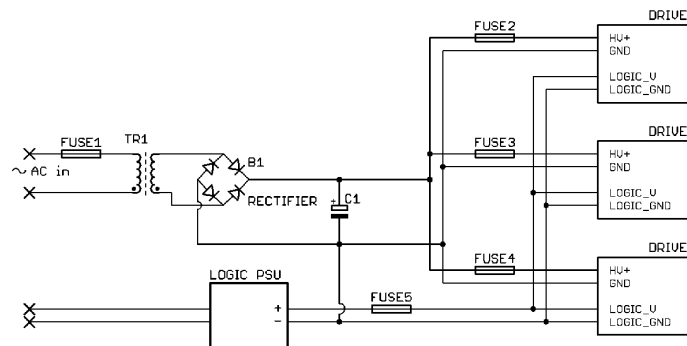 DRIVE
FUSE2
HV+
GND
LOGIC_V
LOGIC_GND
DRIVE
FUSE1
TR1
FUSE3
HV+
B1
GND
~ AC in
LOGIC_V
RECTIFIER
+ C1
LOGIC_GND
DRIVE
FUSE4
HV+
LOGIC PSU
GND
FUSE5
+
LOGIC_V
-
LOGIC_GND